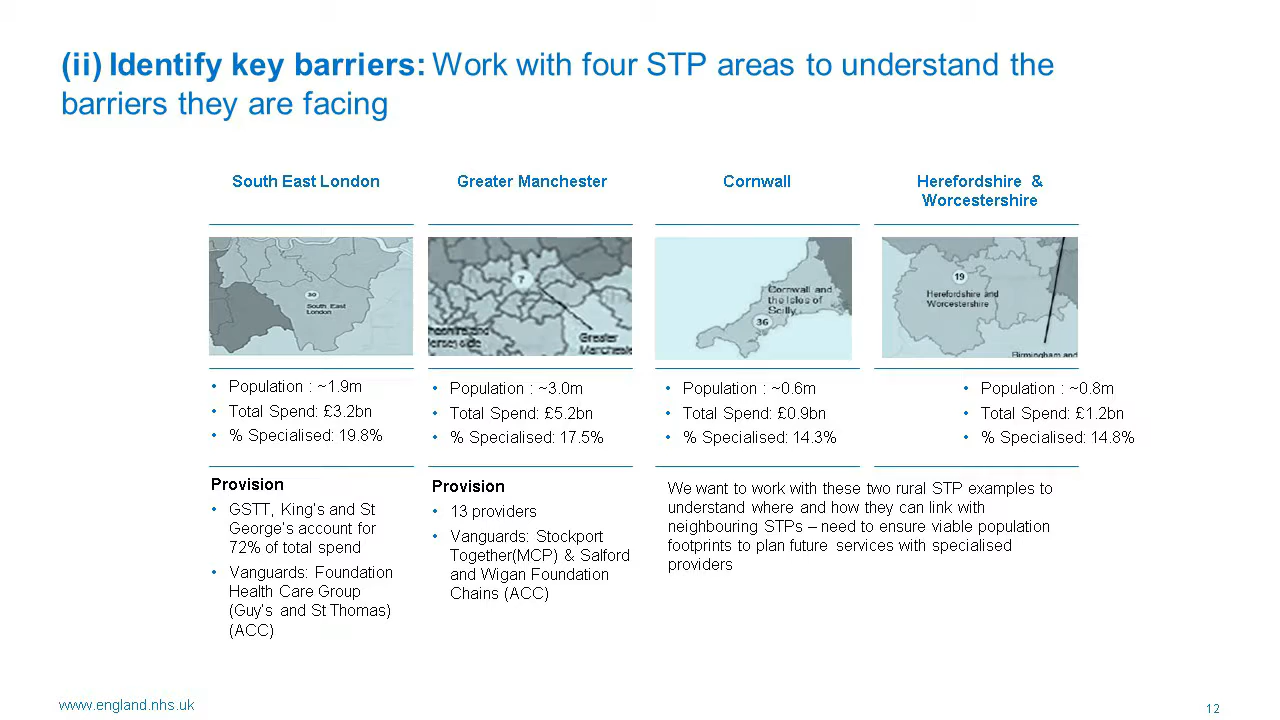 (ii) Identify key barriers: Work with four STP areas to understand the
barriers they are facing
South East London
30
South East
London
• Population : ~1.9m
• Total Spend: £3.2bn
• % Specialised: 19.8%
Provision
• GSTT, King's and St
George's account for
72% of total spend
• Vanguards: Foundation
Health Care Group
(Guy's and St Thomas)
(ACC)
Greater Manchester
7
Greater
• Population : ~3.0m
• Total Spend: £5.2bn
• % Specialised: 17.5%
Provision
• 13 providers
• Vanguards: Stockport
Together(MCP) & Salford
and Wigan Foundation
Chains (ACC)
Cornwall
Cornwall and
the Isles of
Scilly
36
• Population : ~0.6m
• Total Spend: £0.9bn
• % Specialised: 14.3%
Herefordshire &
Worcestershire
19
Herefordshire and
Worcestershire
Birmingham and
• Population : ~0.8m
• Total Spend: £1.2bn
• % Specialised: 14.8%
We want to work with these two rural STP examples to
understand where and how they can link with
neighbouring STPs – need to ensure viable population
footprints to plan future services with specialised
providers
www.england.nhs.uk
12